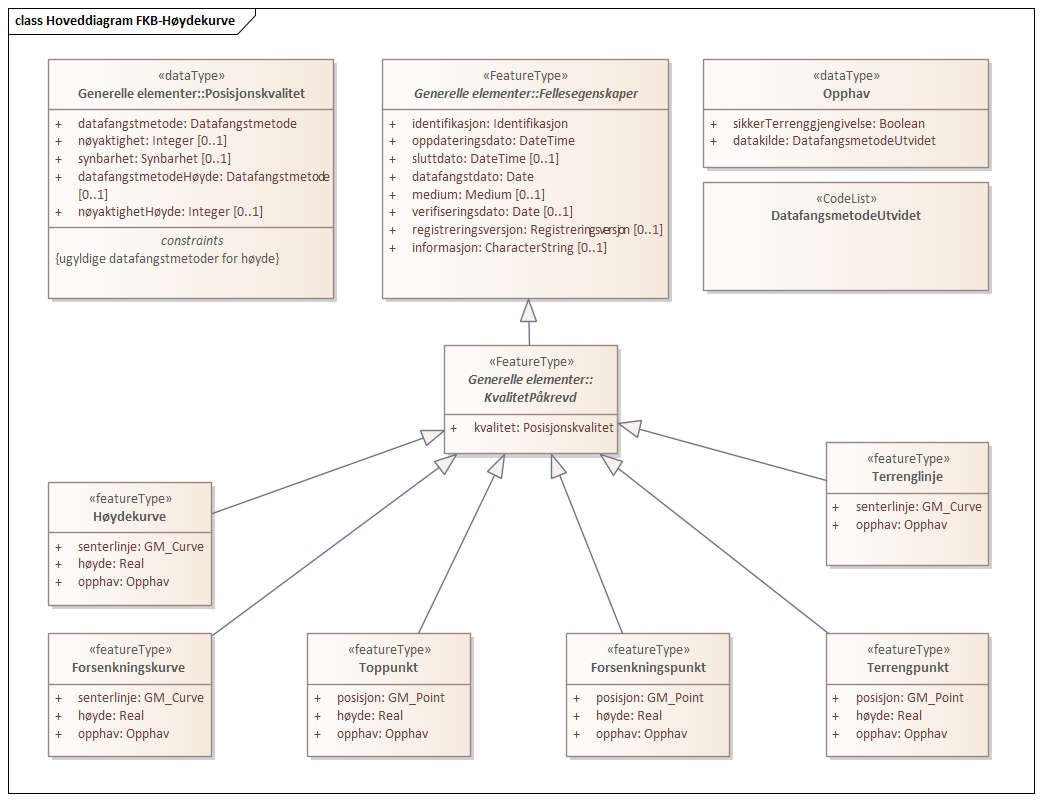 class Hoveddiagram FKB-Høydekurve
«dataType»
Generelle elementer::Posisjonskvalitet
+ datafangstmetode: Datafangstmetode
+ nøyaktighet: Integer [0..1]
+ synbarhet: Synbarhet [0..1]
+ datafangstmetodeHøyde: Datafangstmetode
[0..1]
+ nøyaktighetHøyde: Integer [0..1]
constraints
{ugyldige datafangstmetoder for høyde}
«FeatureType»
Generelle elementer::Fellesegenskaper
+ identifikasjon: Identifikasjon
+ oppdateringsdato: DateTime
+ sluttdato: DateTime [0..1]
+ datafangstdato: Date
+ medium: Medium [0..1]
+ verifiseringsdato: Date [0..1]
+ registreringsversjon: Registreringsversjon [0..1]
+ informasjon: CharacterString [0..1]
«dataType»
Opphav
+ sikkerTerrenggjengivelse: Boolean
+ datakilde: DatafangsmetodeUtvidet
«CodeList»
DatafangsmetodeUtvidet
«FeatureType»
Generelle elementer::
KvalitetPåkrevd
+ kvalitet: Posisjonskvalitet
«featureType»
Terrenglinje
+ senterlinje: GM_Curve
+ opphav: Opphav
«featureType»
Høydekurve
+ senterlinje: GM_Curve
+ høyde: Real
+ opphav: Opphav
«featureType»
Forsenkningskurve
+ senterlinje: GM_Curve
+ høyde: Real
+ opphav: Opphav
«featureType»
Toppunkt
+ posisjon: GM_Point
+ høyde: Real
+ opphav: Opphav
«featureType»
Forsenkningspunkt
+ posisjon: GM_Point
+ høyde: Real
+ opphav: Opphav
«featureType»
Terrengpunkt
+ posisjon: GM_Point
+ høyde: Real
+ opphav: Opphav